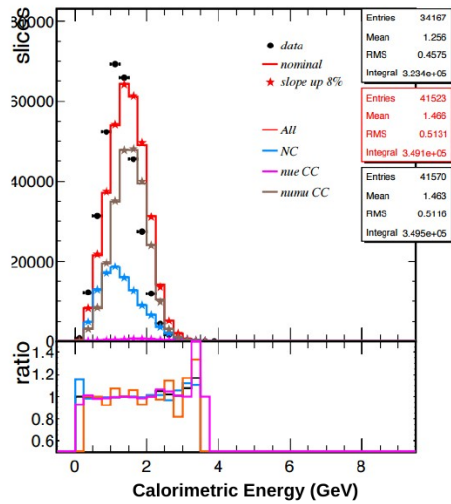 slices
60000
40000
20000
0
data
nominal
slope up 8%
All
NC
nue CC
numu CC
Entries 34167
Mean 1.256
RMS 0.4575
Integral 3.234e+05
Entries 41523
Mean 1.466
RMS 0.5131
Integral 3.491e+05
Entries 41570
Mean 1.463
RMS 0.5116
Integral 3.495e+05
ratio
1.4
1.2
1
0.8
0.6
0 2 4 6 8
Calorimetric Energy (GeV)